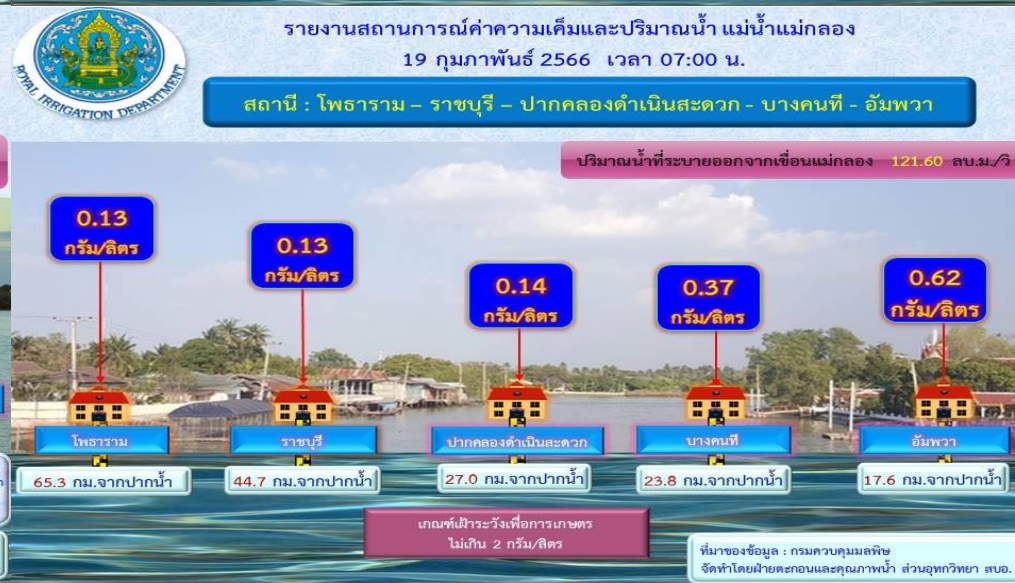 รายงานสถานการณ์ค่าความเค็มและปริมาณน้ำ แม่น้ำแม่กลอง
19 กุมภาพันธ์ 2566 เวลา 07:00 น.
ROYAL IRRIGATION DEPARTMENT
สถานี : โพธาราม – ราชบุรี – ปากคลองดำเนินสะดวก - บางคนที - อัมพวา
ปริมาณน้ำที่ระบายออกจากเขื่อนแม่กลอง 121.60 ลบ.ม./วิ
0.13
กรัม/ลิตร
0.13
กรัม/ลิตร
0.14
กรัม/ลิตร
0.37
กรัม/ลิตร
0.62
กรัม/ลิตร
โพธาราม
ราชบุรี
ปากคลองดำเนินสะดวก
บางคนที
อัมพวา
65.3 กม.จากปากน้ำ
44.7 กม.จากปากน้ำ
27.0 กม.จากปากน้ำ
23.8 กม.จากปากน้ำ
17.6 กม.จากปากน้ำ
เกณฑ์เฝ้าระวังเพื่อการเกษตร
ไม่เกิน 2 กรัม/ลิตร
ที่มาของข้อมูล : กรมควบคุมมลพิษ
จัดทำโดยฝ่ายตะกอนและคุณภาพน้ำ ส่วนอุทกวิทยา สบอ.